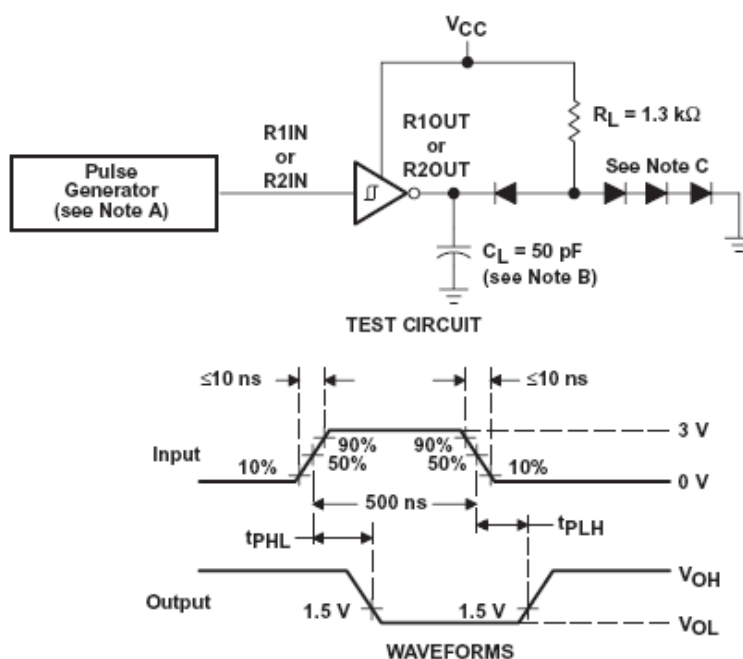 VCC
R1IN
or
R2IN
R1OUT
or
R2OUT
RL = 1.3 kΩ
See Note C
Pulse
Generator
(see Note A)
CL = 50 pF
(see Note B)
TEST CIRCUIT
≤10 ns
≤10 ns
Input
10%
90%
50%
90%
50%
10%
3 V
0 V
500 ns
tPHL
tPLH
Output
1.5 V
1.5 V
VOH
VOL
WAVEFORMS